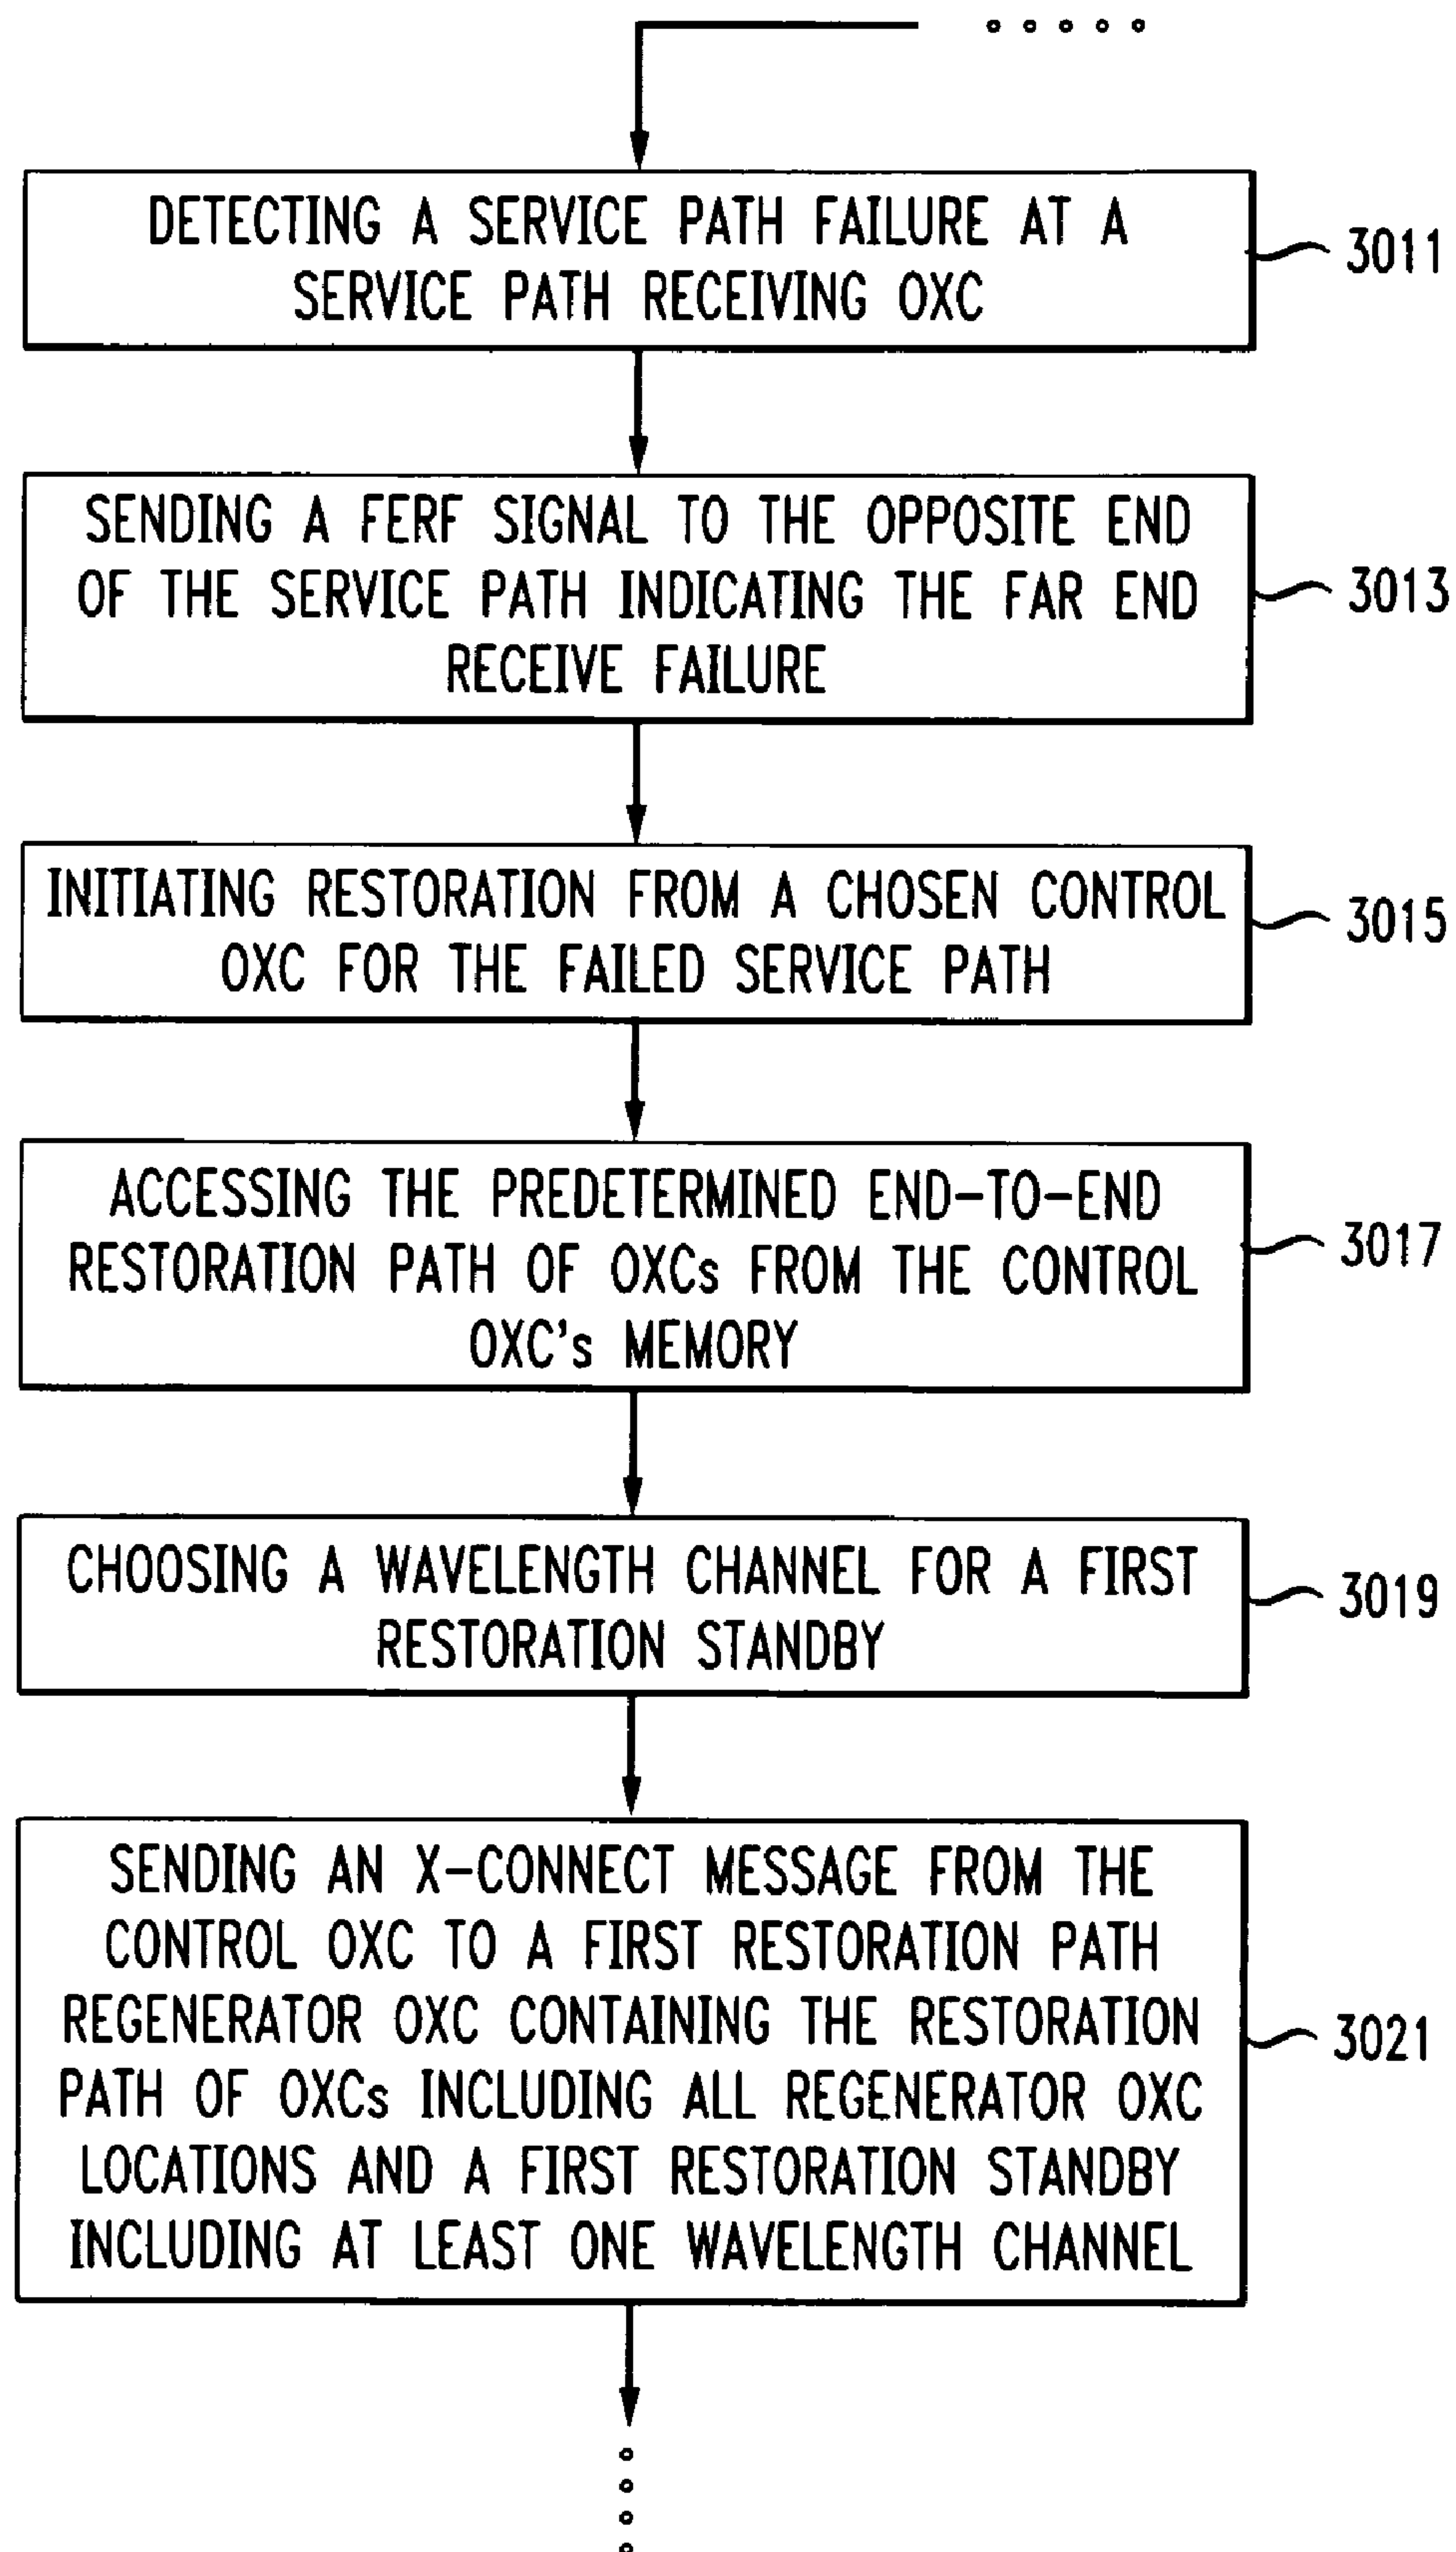 DETECTING A SERVICE PATH FAILURE AT A
SERVICE PATH RECEIVING OXC
3011
SENDING A FERF SIGNAL TO THE OPPOSITE END
OF THE SERVICE PATH INDICATING THE FAR END
RECEIVE FAILURE
3013
INITIATING RESTORATION FROM A CHOSEN CONTROL
OXC FOR THE FAILED SERVICE PATH
3015
ACCESSING THE PREDETERMINED END-TO-END
RESTORATION PATH OF OXCs FROM THE CONTROL
OXC's MEMORY
3017
CHOOSING A WAVELENGTH CHANNEL FOR A FIRST
RESTORATION STANDBY
3019
SENDING AN X-CONNECT MESSAGE FROM THE
CONTROL OXC TO A FIRST RESTORATION PATH
REGENERATOR OXC CONTAINING THE RESTORATION
PATH OF OXCs INCLUDING ALL REGENERATOR OXC
LOCATIONS AND A FIRST RESTORATION STANDBY
INCLUDING AT LEAST ONE WAVELENGTH CHANNEL
3021